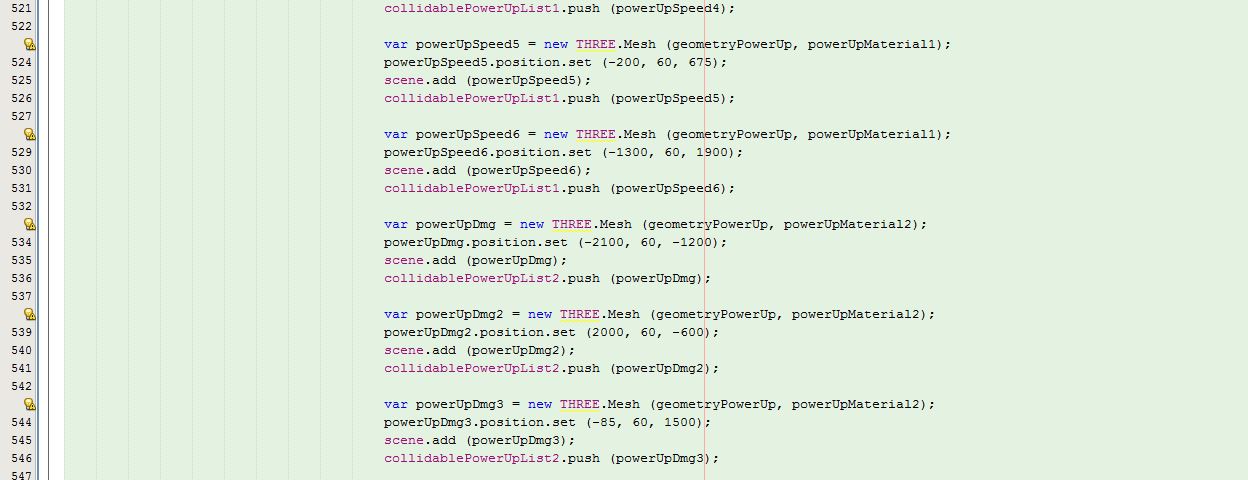 521 collidablePowerUpList1.push (powerUpSpeed4);
522
var powerUpSpeed5 = new THREE.Mesh (geometryPowerUp, powerUpMaterial1);
524 powerUpSpeed5.position.set (-200, 60, 675);
525 scene.add (powerUpSpeed5);
526 collidablePowerUpList1.push (powerUpSpeed5);
527
var powerUpSpeed6 = new THREE.Mesh (geometryPowerUp, powerUpMaterial1);
529 powerUpSpeed6.position.set (-1300, 60, 1900);
530 scene.add (powerUpSpeed6);
531 collidablePowerUpList1.push (powerUpSpeed6);
532
var powerUpDmg = new THREE.Mesh (geometryPowerUp, powerUpMaterial2);
534 powerUpDmg.position.set (-2100, 60, -1200);
535 scene.add (powerUpDmg);
536 collidablePowerUpList2.push (powerUpDmg);
537
var powerUpDmg2 = new THREE.Mesh (geometryPowerUp, powerUpMaterial2);
539 powerUpDmg2.position.set (2000, 60, -600);
540 scene.add (powerUpDmg2);
541 collidablePowerUpList2.push (powerUpDmg2);
542
var powerUpDmg3 = new THREE.Mesh (geometryPowerUp, powerUpMaterial2);
544 powerUpDmg3.position.set (-85, 60, 1500);
545 scene.add (powerUpDmg3);
546 collidablePowerUpList2.push (powerUpDmg3);
547